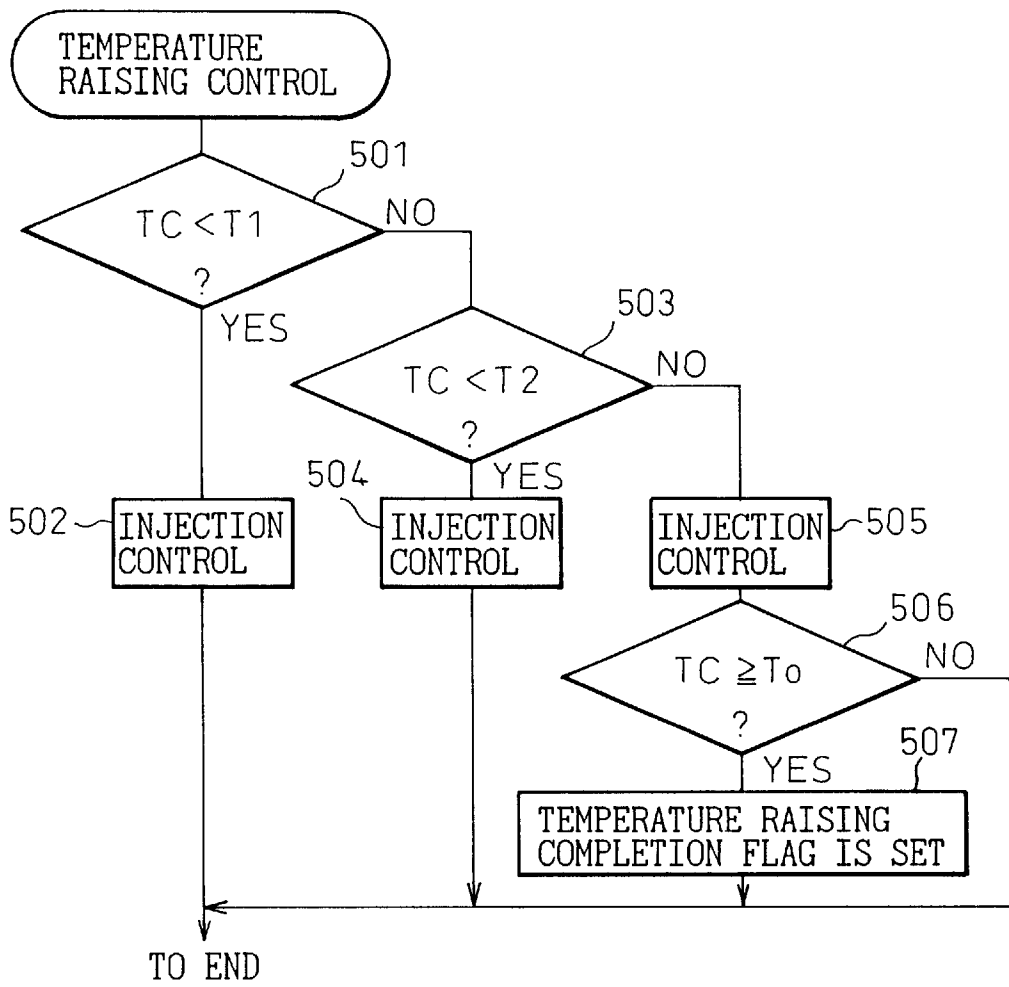 TEMPERATURE
RAISING CONTROL
501
TC<T1
?
NO
YES
503
TC<T2
?
NO
YES
502
INJECTION
CONTROL
504
INJECTION
CONTROL
505
INJECTION
CONTROL
506
TC≧To
?
NO
YES
507
TEMPERATURE RAISING
COMPLETION FLAG IS SET
TO END